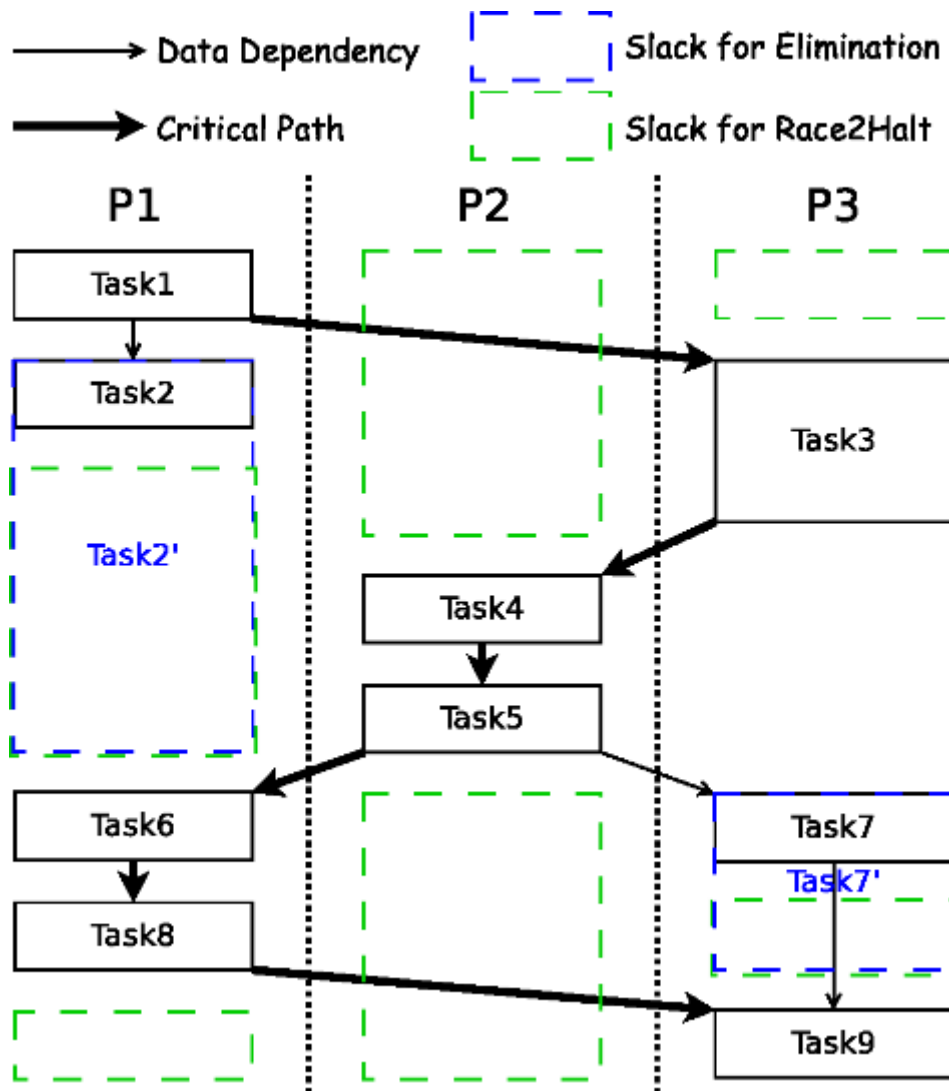 Data Dependency
Slack for Elimination
Critical Path
Slack for Race2Halt
P1
P2
P3
Task1
Task2
Task3
Task2'
Task4
Task5
Task6
Task7
Task7'
Task8
Task9